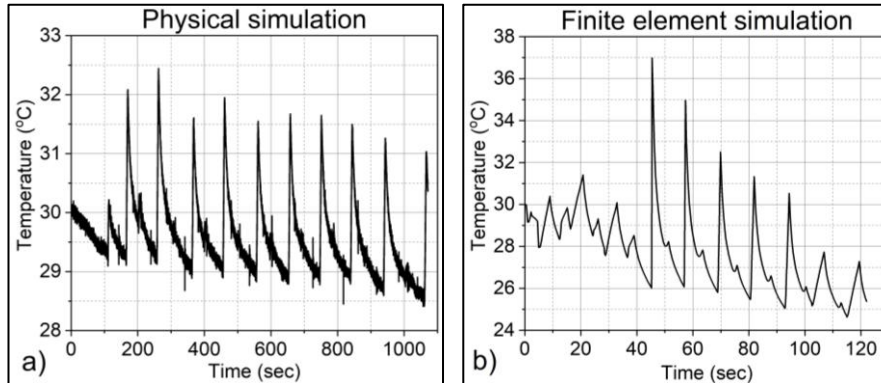 Physical simulation
33
32
31
30
29
28
Temperature (°C)
0 200 400 600 800 1000
Time (sec)
a)
Finite element simulation
38
36
34
32
30
28
26
24
Temperature (°C)
0 20 40 60 80 100 120
Time (sec)
b)